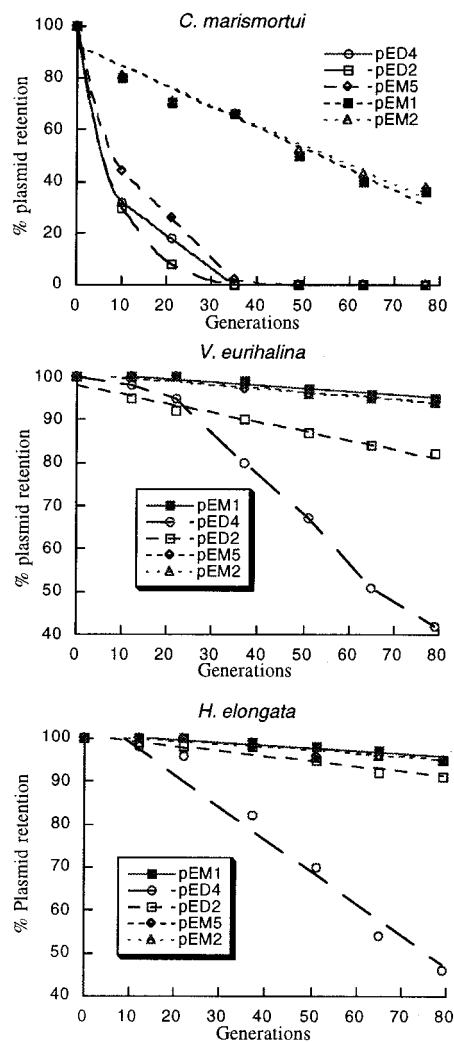 C. marismortui
% plasmid retention
100
80
60
40
20
0
pED4
pED2
pEM5
pEM1
pEM2
0 10 20 30 40 50 60 70 80
Generations
V. eurihalina
% plasmid retention
100
90
80
70
60
50
40
pEM1
pED4
pED2
pEM5
pEM2
0 10 20 30 40 50 60 70 80
Generations
H. elongata
% Plasmid retention
100
90
80
70
60
50
40
pEM1
pED4
pED2
pEM5
pEM2
0 10 20 30 40 50 60 70 80
Generations